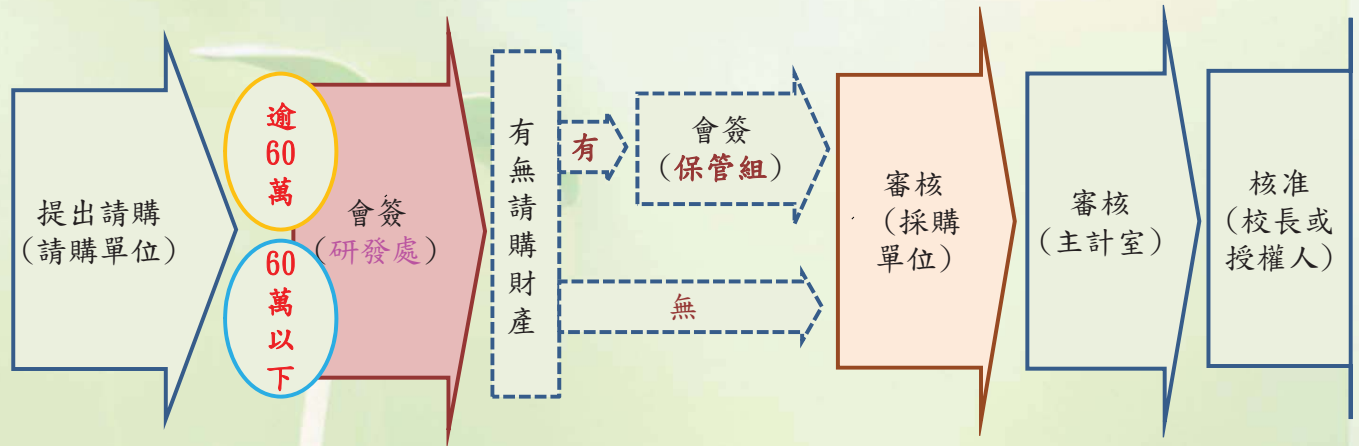 提出請購
(請購單位)
逾
60
萬
60
萬
以
下
會簽
(研發處)
有
無
請
購
財
產
有
會簽
(保管組)
無
審核
(採購
單位)
審核
(主計室)
核准
(校長或
授權人)